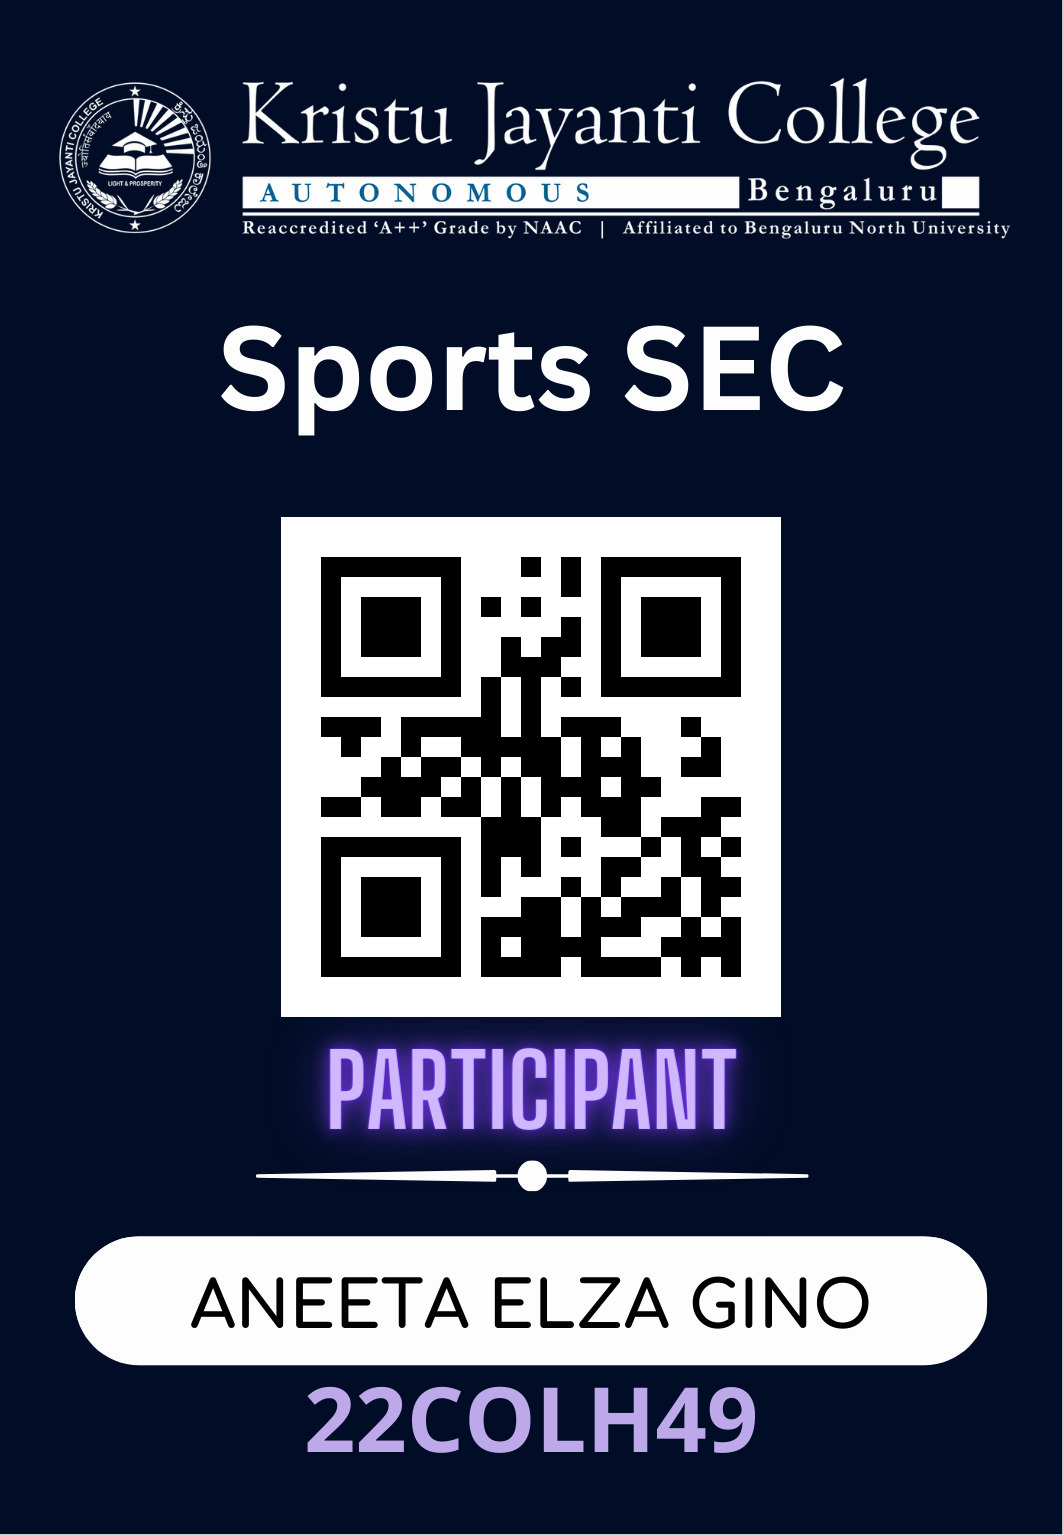 KRISTU JAYANTI COLLEGE
ಕ್ರಿಸ್ತು ಜಯಂತಿ ಕಾಲೇಜು
LIGHT & PROSPERITY
Kristu Jayanti College
AUTONOMOUS Bengaluru
Reaccredited ‘A++’ Grade by NAAC | Affiliated to Bengaluru North University
Sports SEC
PARTICIPANT
ANEETA ELZA GINO
22COLH49